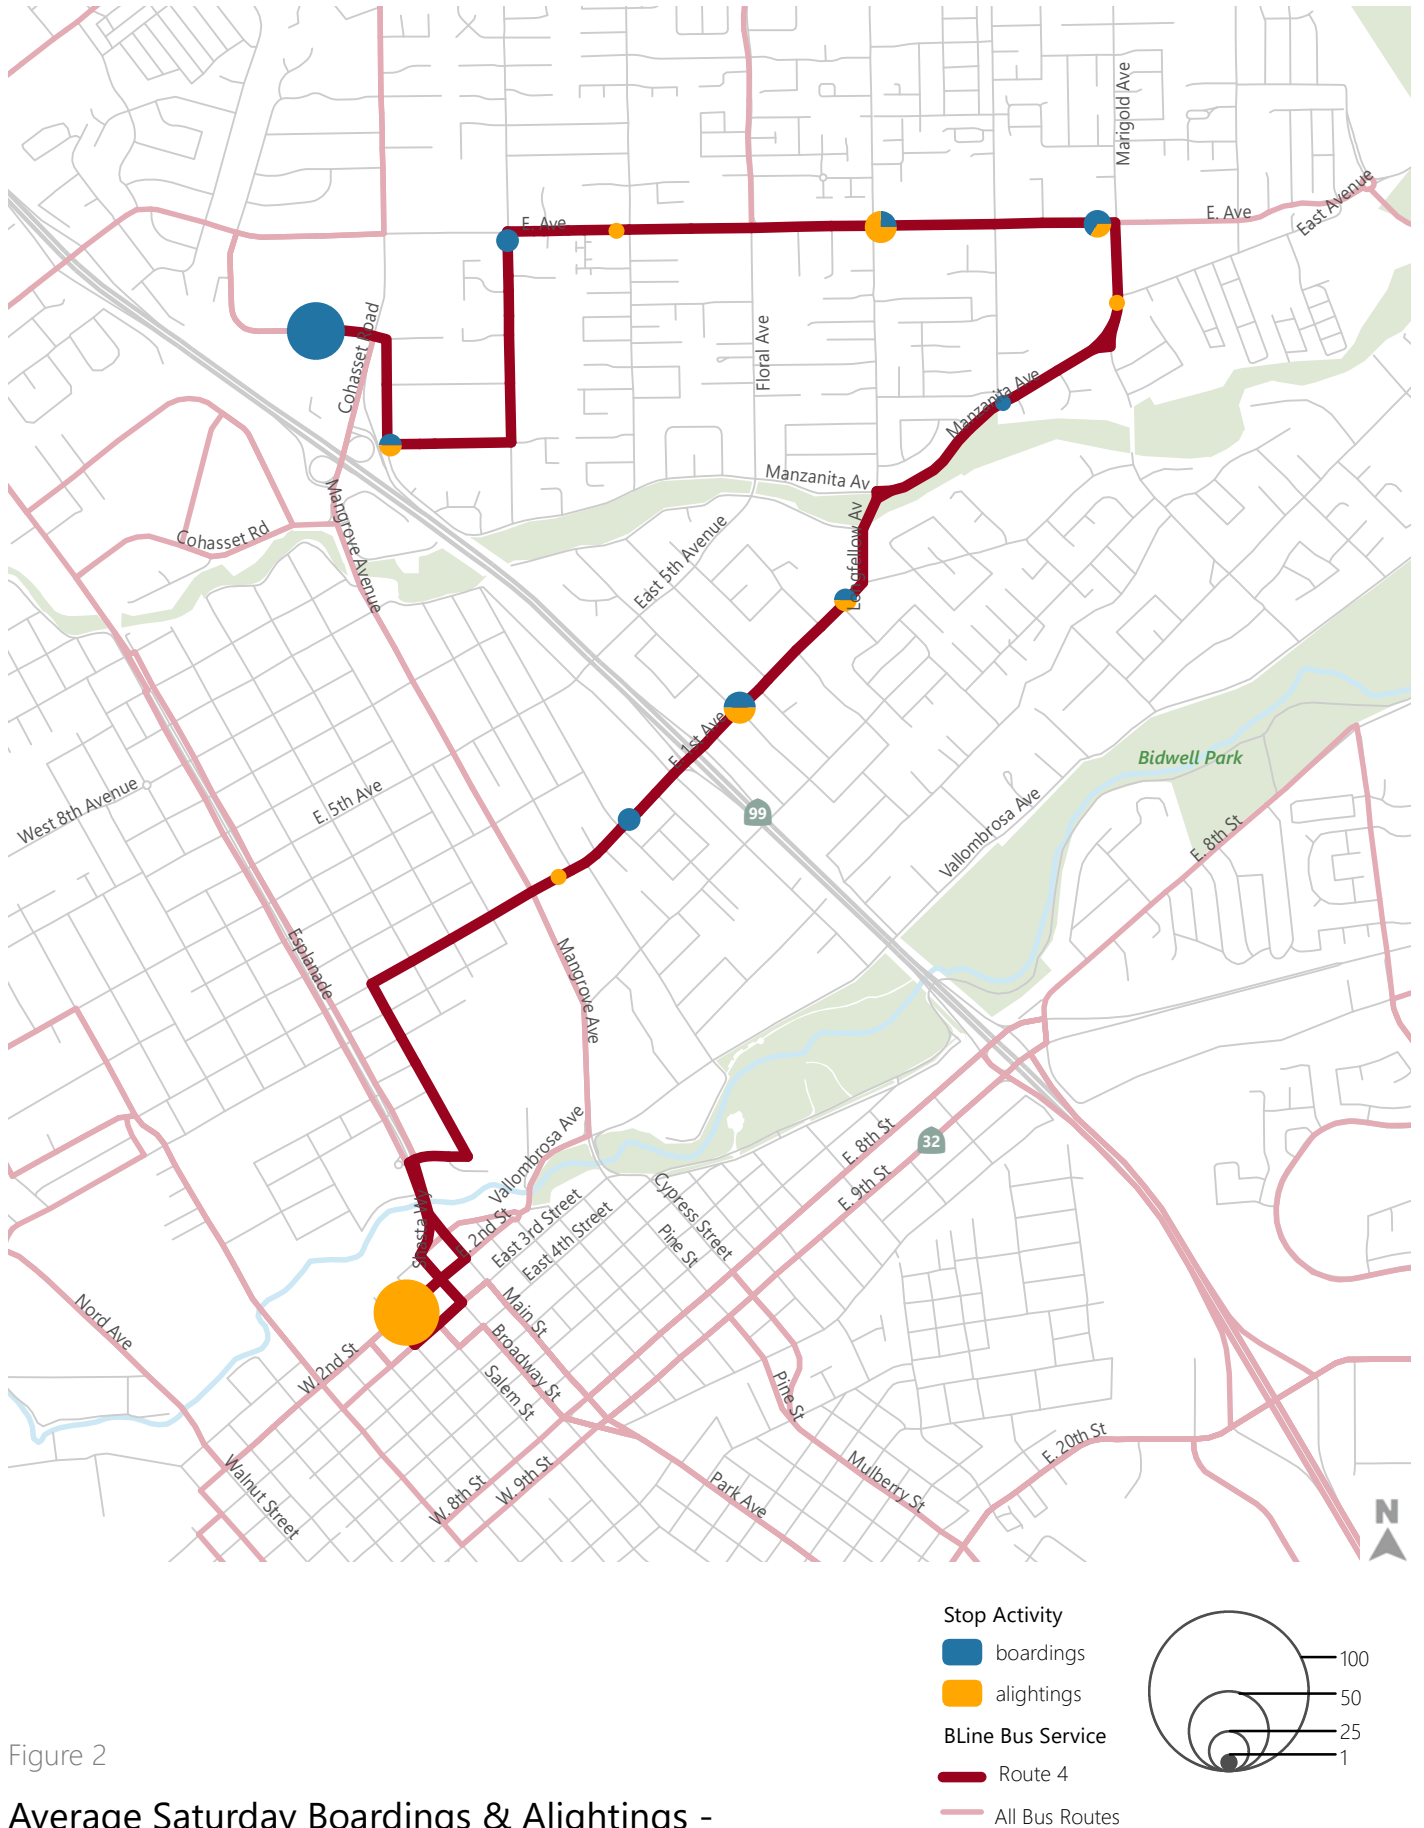 Marigold Ave
E. Ave
E. Ave
East Avenue
Cohasset Road
Floral Ave
Manzanita Ave
Manzanita Av
Mangrove Avenue
Cohasset Rd
Longfellow Av
East 5th Avenue
E. 1st Ave
Bidwell Park
West 8th Avenue
E. 5th Ave
99
Vallombrosa Ave
E. 8th St
Esplanade
Mangrove Ave
Vallombrosa Ave
E. 8th St
32
E. 9th St
Shasta Wy
E. 2nd St
East 3rd Street
East 4th Street
Cypress Street
Pine St
Nord Ave
Main St
Broadway St
W. 2nd St
Salem St
Pine St
Walnut Street
W. 8th St
W. 9th St
Park Ave
Mulberry St
E. 20th St
N
Stop Activity
boardings
alightings
100
50
25
1
BLine Bus Service
Route 4
All Bus Routes
Figure 2
Average Saturday Boardings & Alightings -